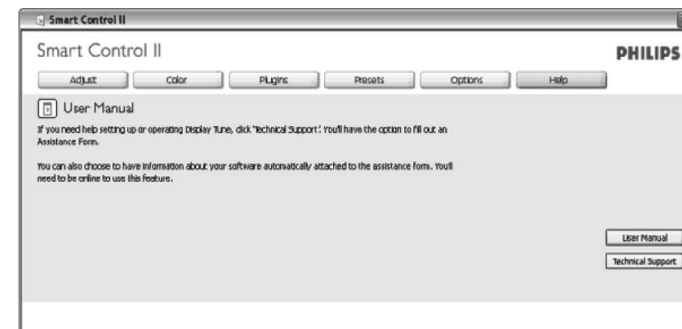 Smart Control II
Smart Control II
PHILIPS
Adjust Color Plugins Presets Options Help
User Manual
If you need help setting up or operating Display Tune, click "Technical Support". You'll have the option to fill out an
Assistance Form.
You can also choose to have information about your software automatically attached to the assistance form. You'll
need to be online to use this feature.
User Manual
Technical Support